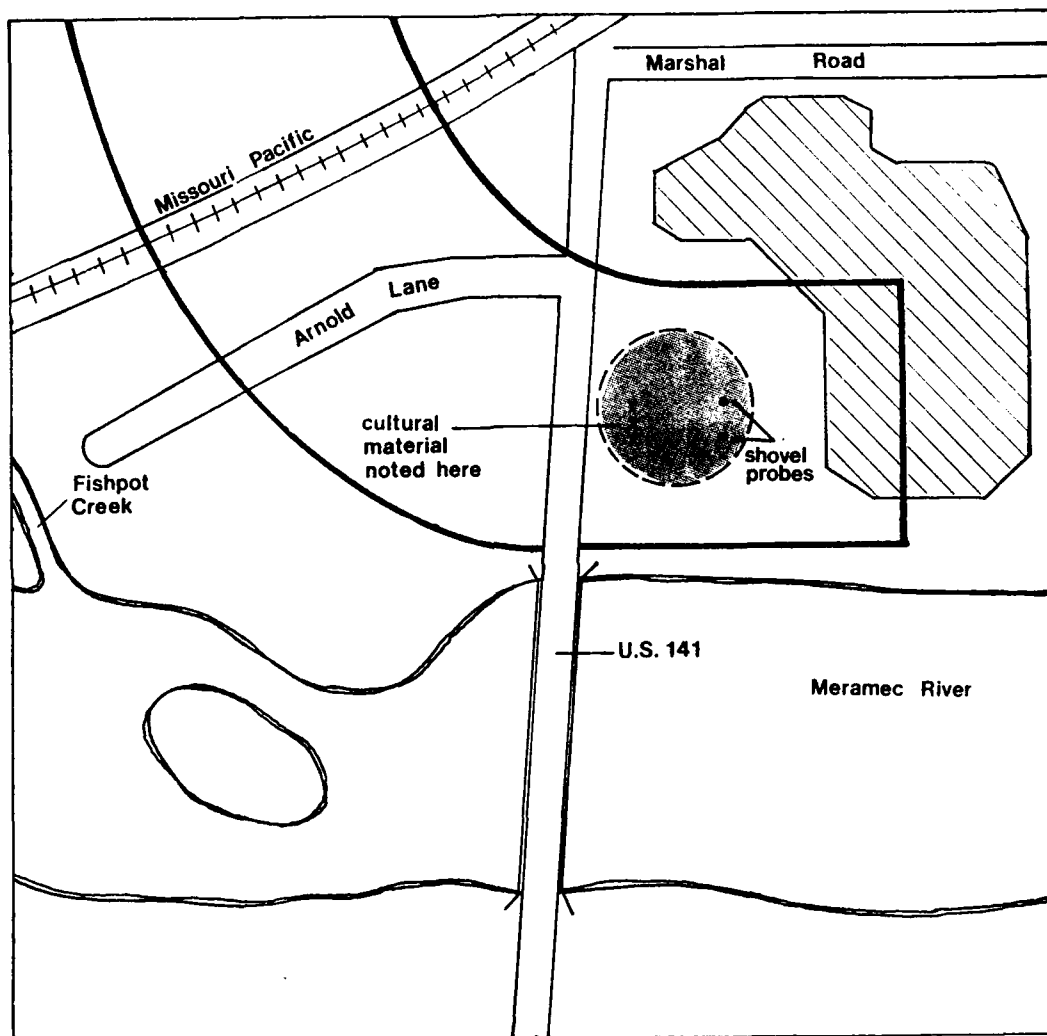 Marshal Road
Missouri Pacific
Arnold Lane
cultural
material
noted here
shovel
probes
Fishpot
Creek
U.S. 141
Meramec River